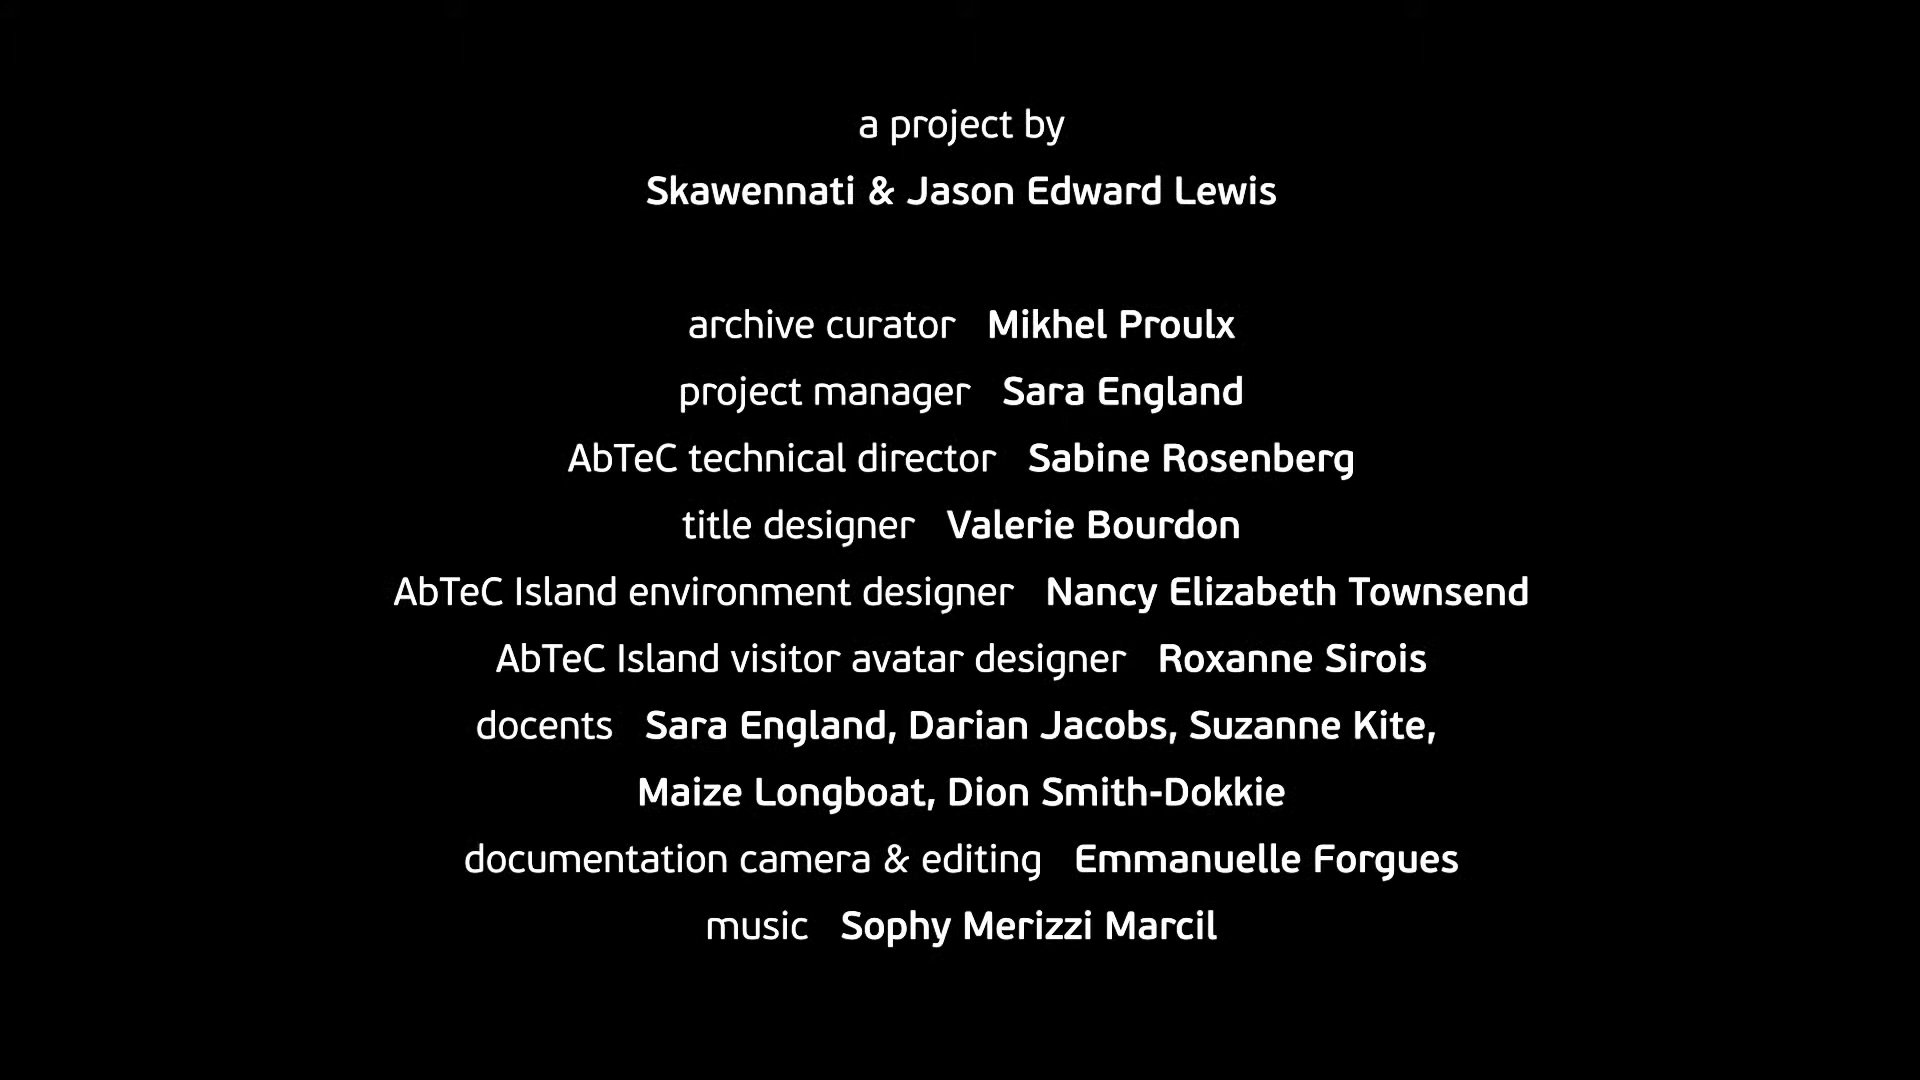 a project by
Skawennati & Jason Edward Lewis
archive curator Mikhel Proulx
project manager Sara England
AbTeC technical director Sabine Rosenberg
title designer Valerie Bourdon
AbTeC Island environment designer Nancy Elizabeth Townsend
AbTeC Island visitor avatar designer Roxanne Sirois
docents Sara England, Darian Jacobs, Suzanne Kite,
Maize Longboat, Dion Smith-Dokkie
documentation camera & editing Emmanuelle Forgues
music Sophy Merizzi Marcil